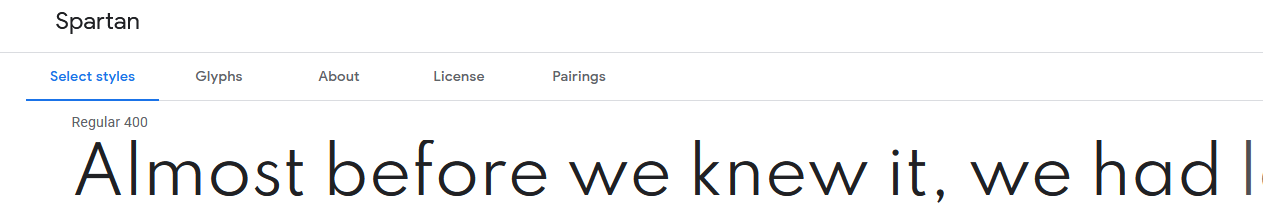 Spartan
Select styles Glyphs About License Pairings
Regular 400
Almost before we knew it, we had